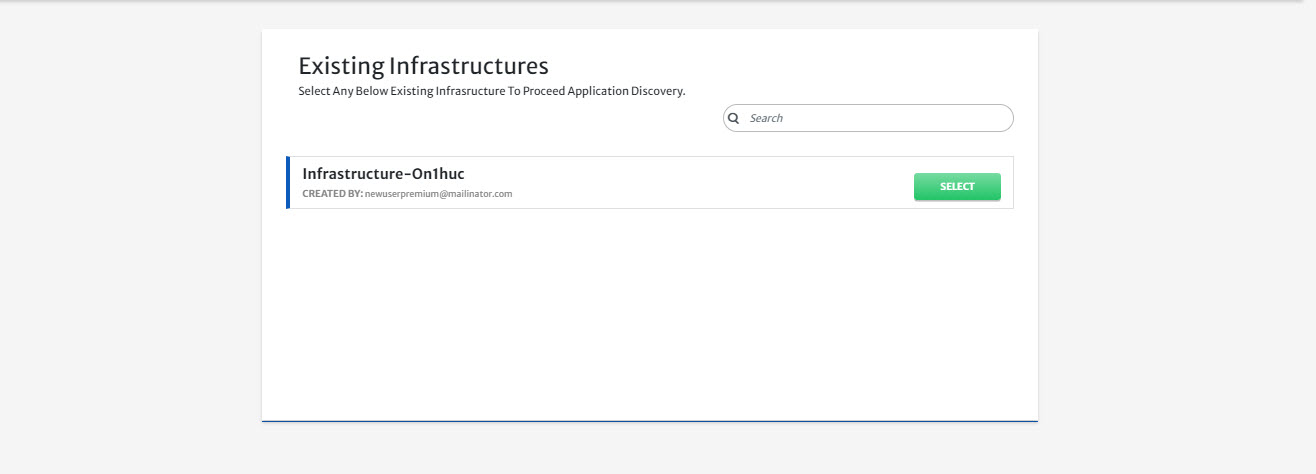 Existing Infrastructures
Select Any Below Existing Infrasructure To Proceed Application Discovery.
Search
Infrastructure-On1huc
SELECT
CREATED BY: newuserpremium@mailinator.com